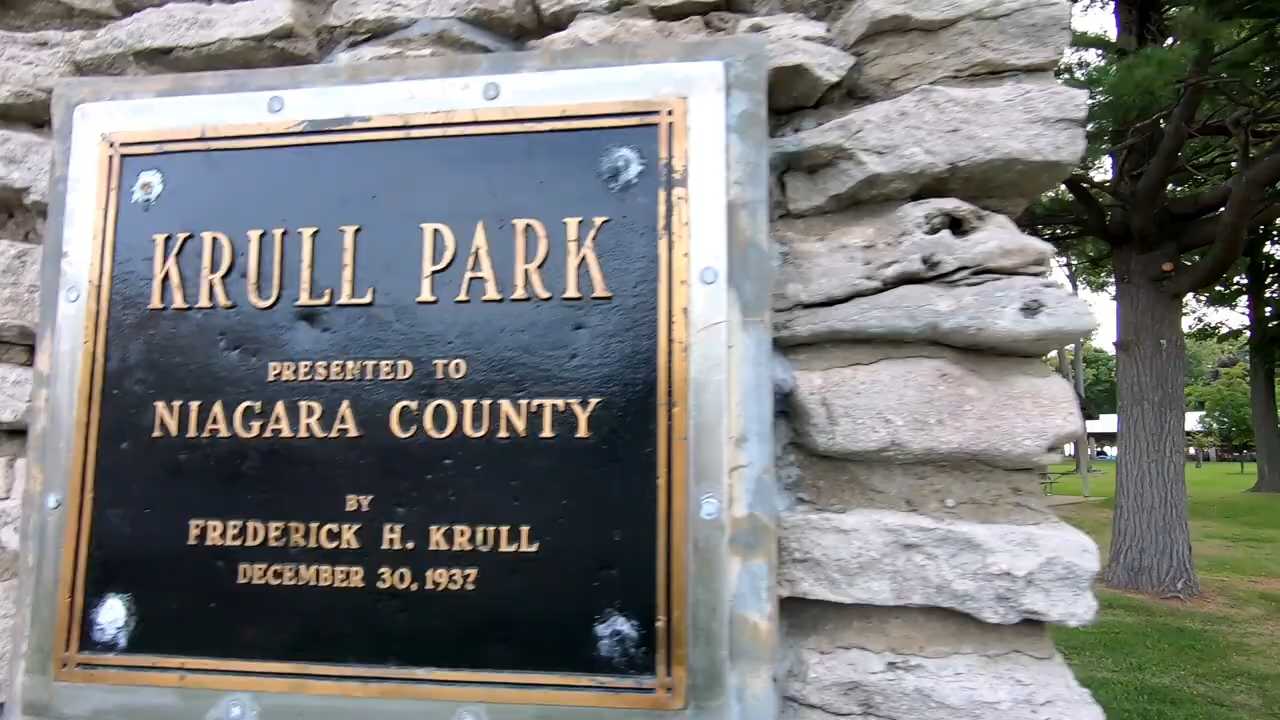 KRULL PARK
PRESENTED TO
NIAGARA COUNTY
BY
FREDERICK H. KRULL
DECEMBER 30, 1937